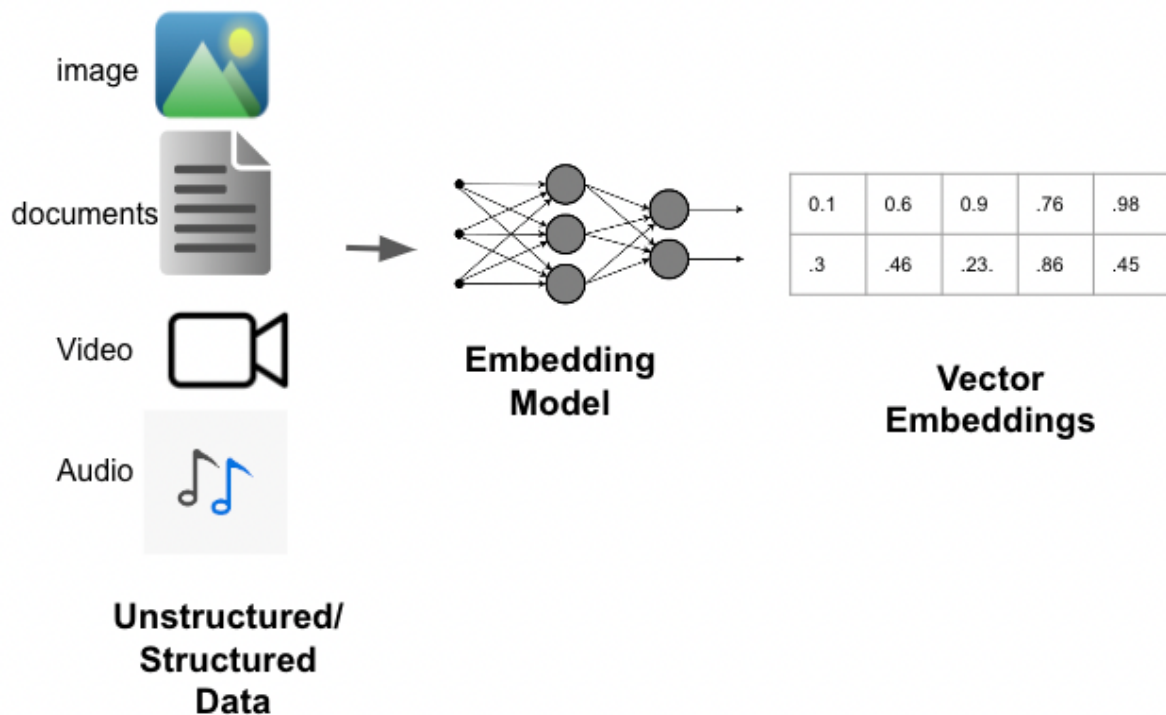 image
documents
Video
Audio
Unstructured/
Structured
Data
Embedding
Model
0.1 0.6 0.9 .76 .98
.3 .46 .23. .86 .45
Vector
Embeddings